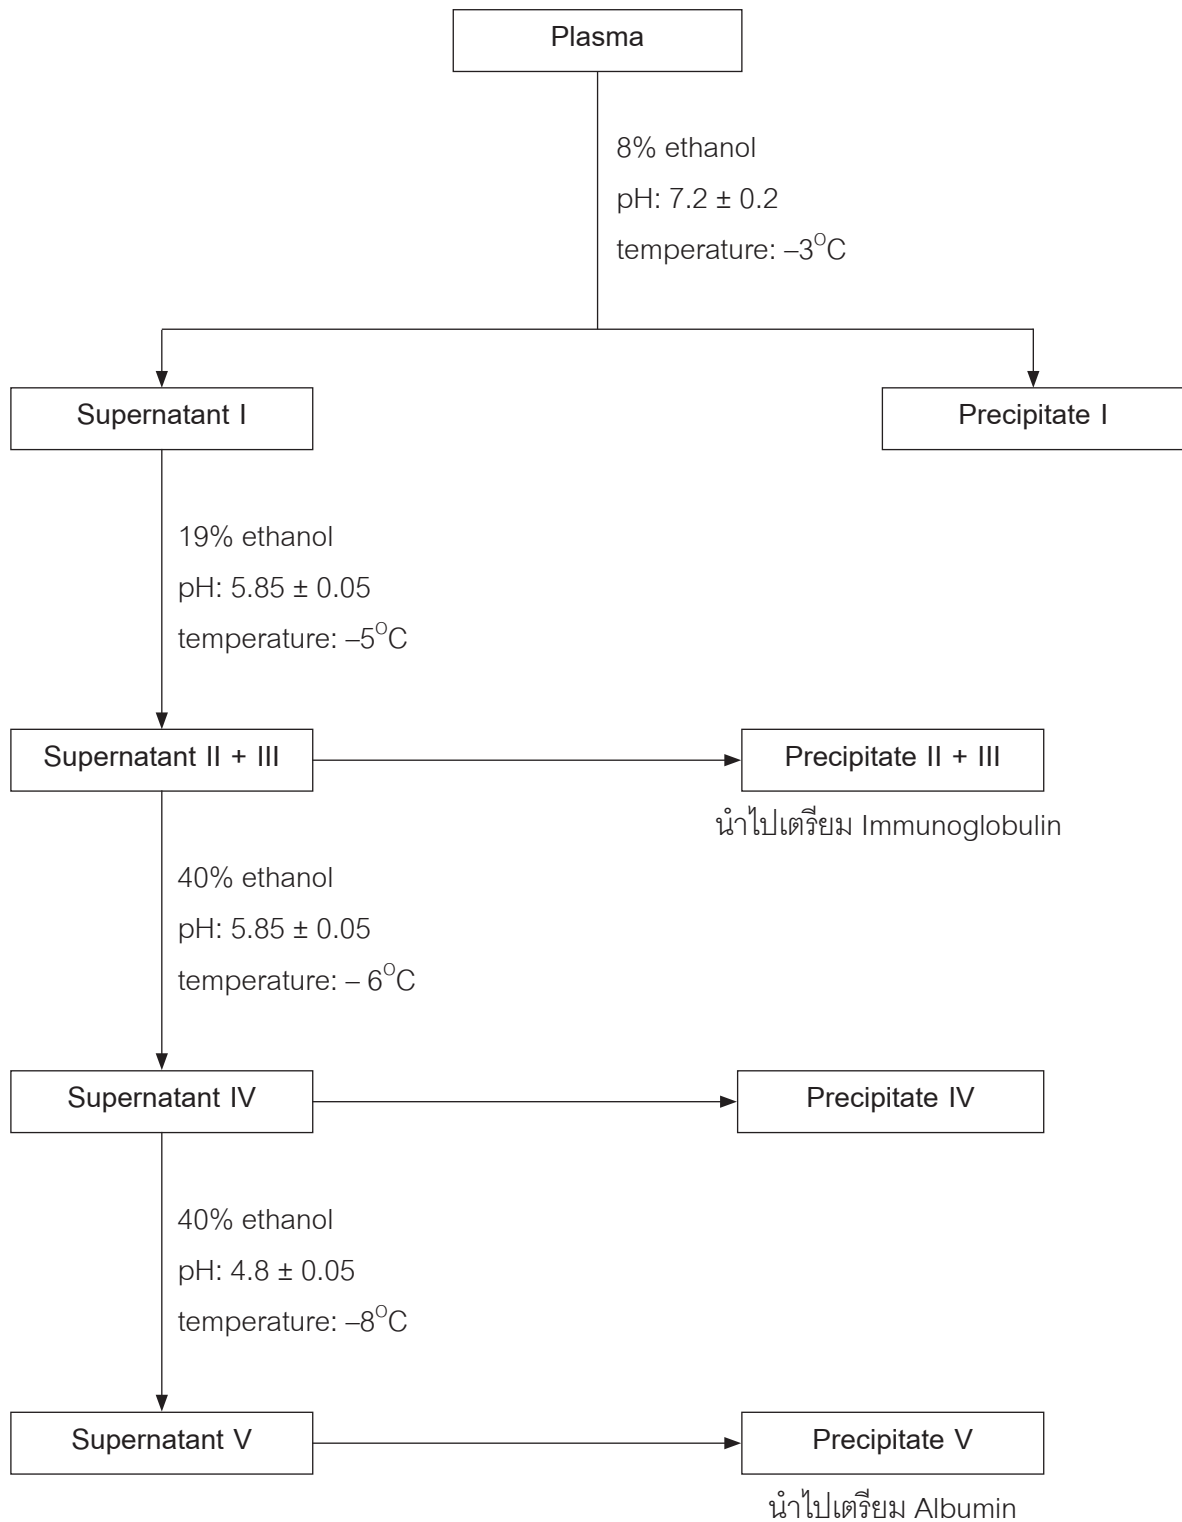 Plasma
8% ethanol
pH: 7.2 ± 0.2
temperature: –3°C
Supernatant I
Precipitate I
19% ethanol
pH: 5.85 ± 0.05
temperature: –5°C
Supernatant II + III
Precipitate II + III
นำไปเตรียม Immunoglobulin
40% ethanol
pH: 5.85 ± 0.05
temperature: – 6°C
Supernatant IV
Precipitate IV
40% ethanol
pH: 4.8 ± 0.05
temperature: –8°C
Supernatant V
Precipitate V
นำไปเตรียม Albumin